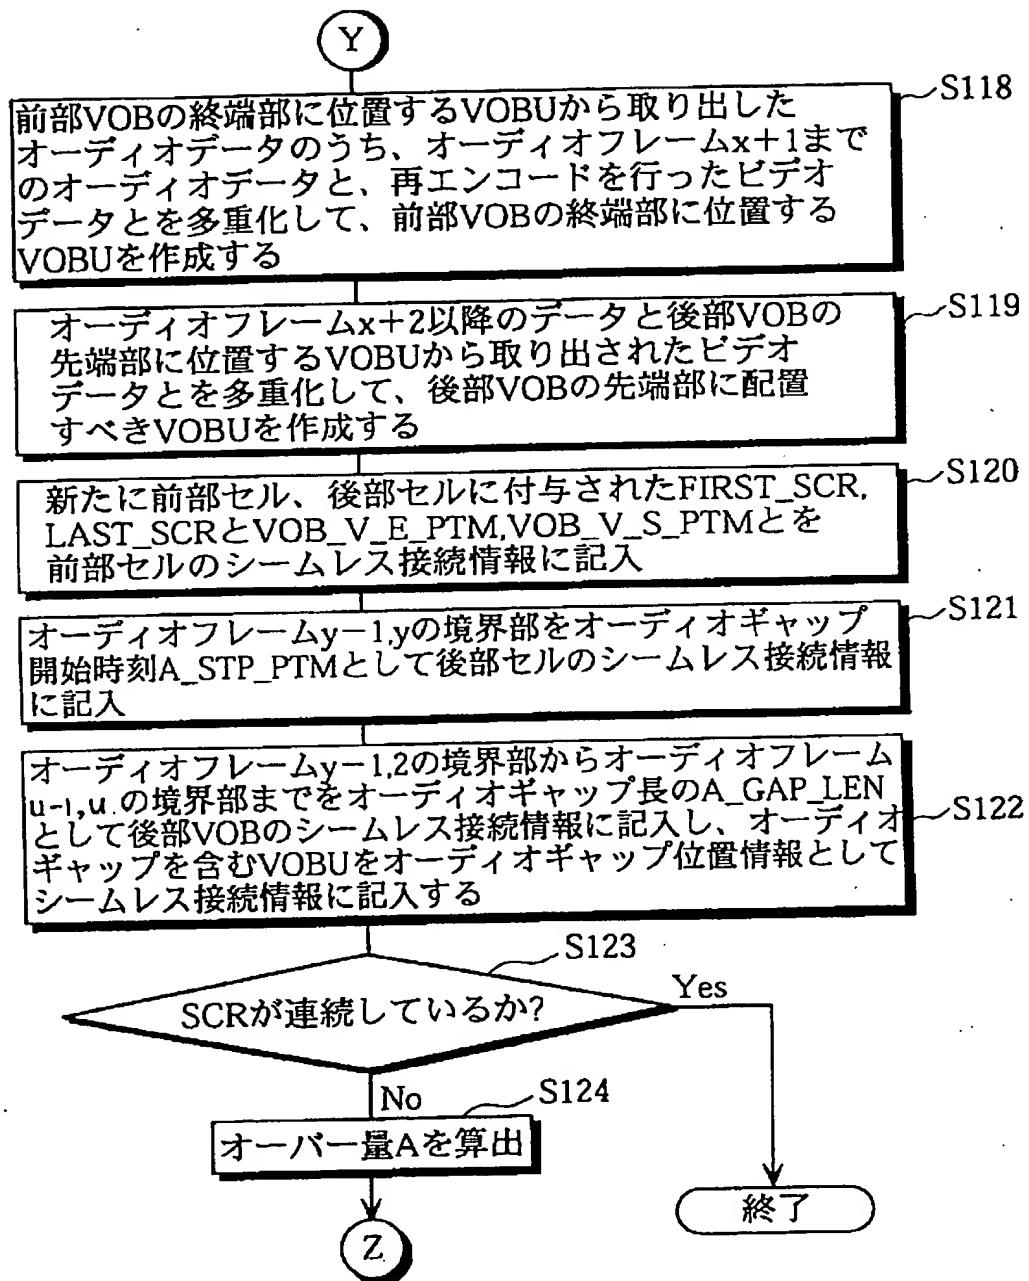 Y
S118
前部VOBの終端部に位置するVOBUから取り出した
オーディオデータのうち、オーディオフレームx+1まで
のオーディオデータと、再エンコードを行ったビデオ
データとを多重化して、前部VOBの終端部に位置する
VOBUを作成する
S119
オーディオフレームx+2以降のデータと後部VOBの
先端部に位置するVOBUから取り出されたビデオ
データとを多重化して、後部VOBの先端部に配置
すべきVOBUを作成する
S120
新たに前部セル、後部セルに付与されたFIRST_SCR,
LAST_SCRとVOB_V_E_PTM,VOB_V_S_PTMとを
前部セルのシームレス接続情報に記入
S121
オーディオフレームy-1,yの境界部をオーディオギャップ
開始時刻A_STP_PTMとして後部セルのシームレス接続情報
に記入
S122
オーディオフレームy-1,2の境界部からオーディオフレーム
u-1,u.の境界部までをオーディオギャップ長のA_GAP_LEN
として後部VOBのシームレス接続情報に記入し、オーディオ
ギャップを含むVOBUをオーディオギャップ位置情報として
シームレス接続情報に記入する
S123
SCRが連続しているか?
Yes
No
S124
オーバー量Aを算出
終了
Z